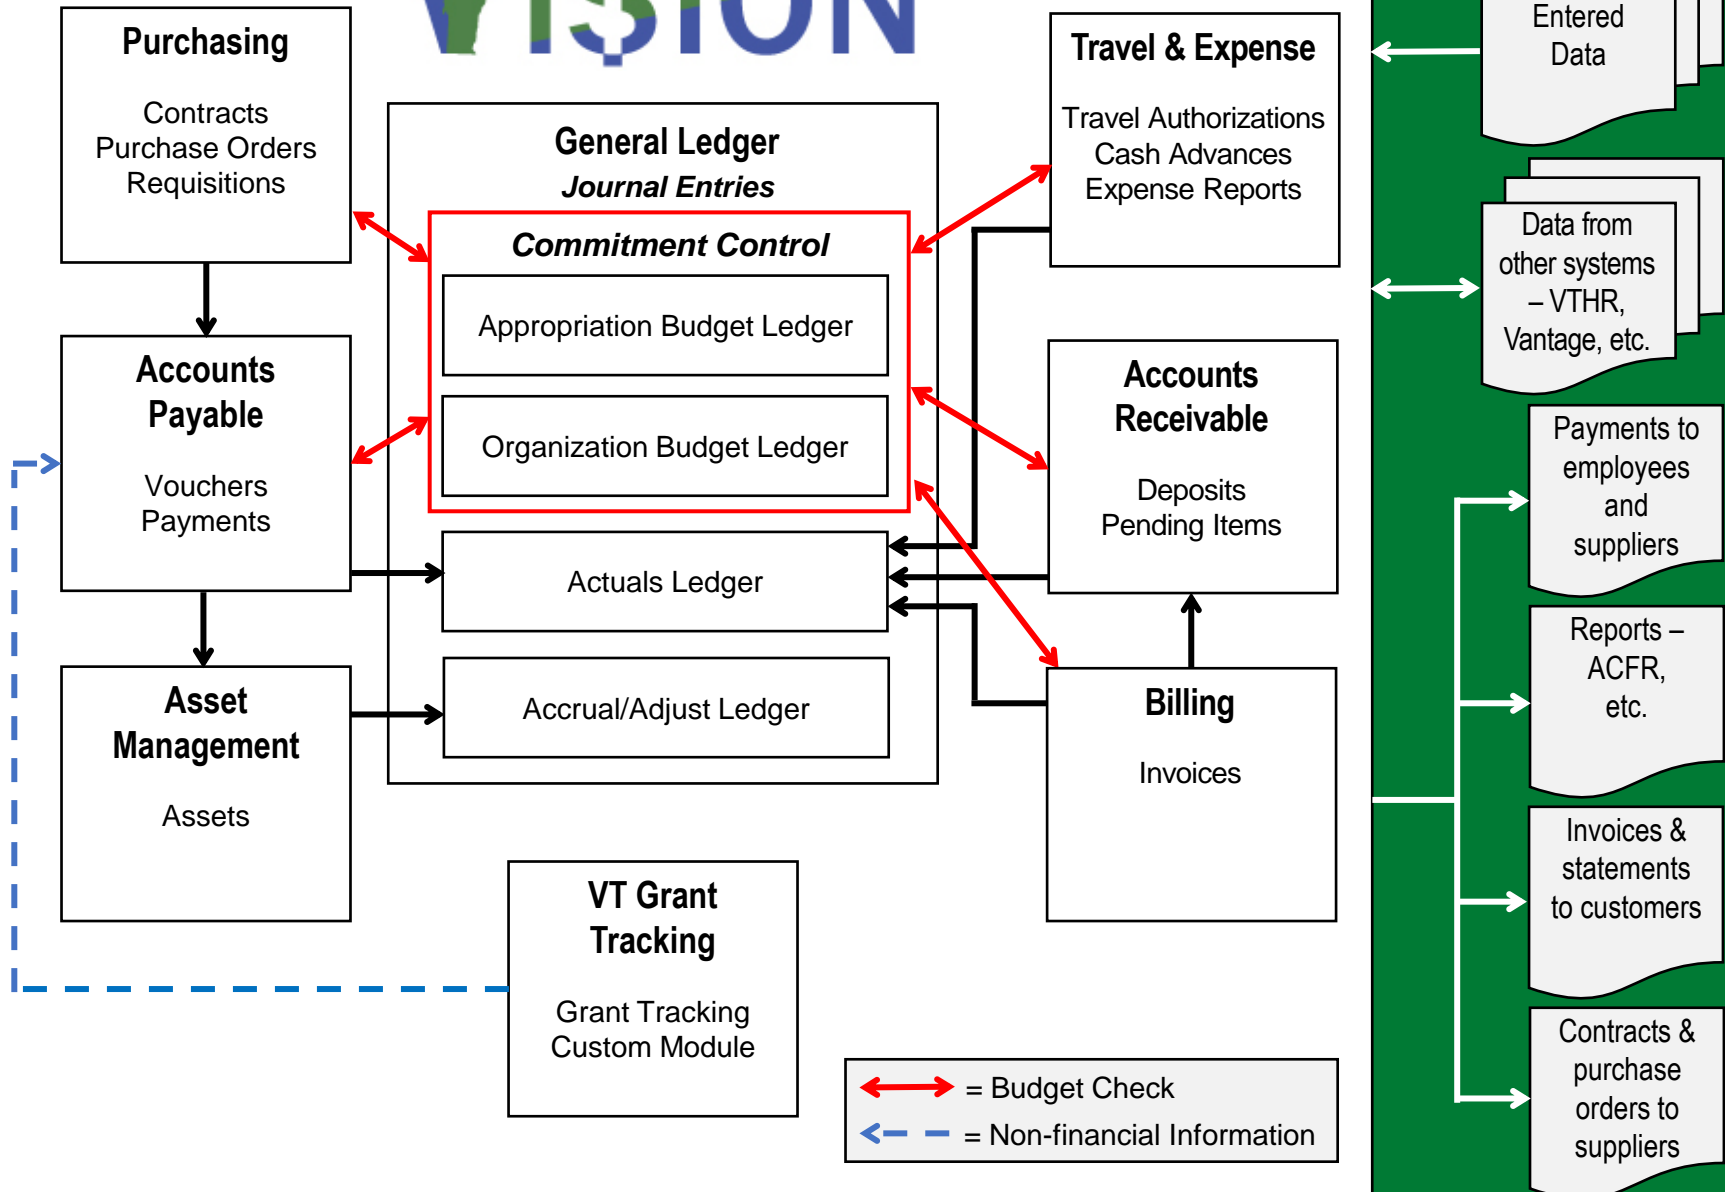 VISION
Purchasing
Contracts
Purchase Orders
Requisitions
General Ledger
Journal Entries
Commitment Control
Appropriation Budget Ledger
Organization Budget Ledger
Actuals Ledger
Accrual/Adjust Ledger
Travel & Expense
Travel Authorizations
Cash Advances
Expense Reports
Accounts
Payable
Vouchers
Payments
Accounts
Receivable
Deposits
Pending Items
Asset
Management
Assets
Billing
Invoices
VT Grant
Tracking
Grant Tracking
Custom Module
= Budget Check
= Non-financial Information
Entered
Data
Data from
other systems
– VTHR,
Vantage, etc.
Payments to
employees
and
suppliers
Reports –
ACFR,
etc.
Invoices &
statements
to customers
Contracts &
purchase
orders to
suppliers